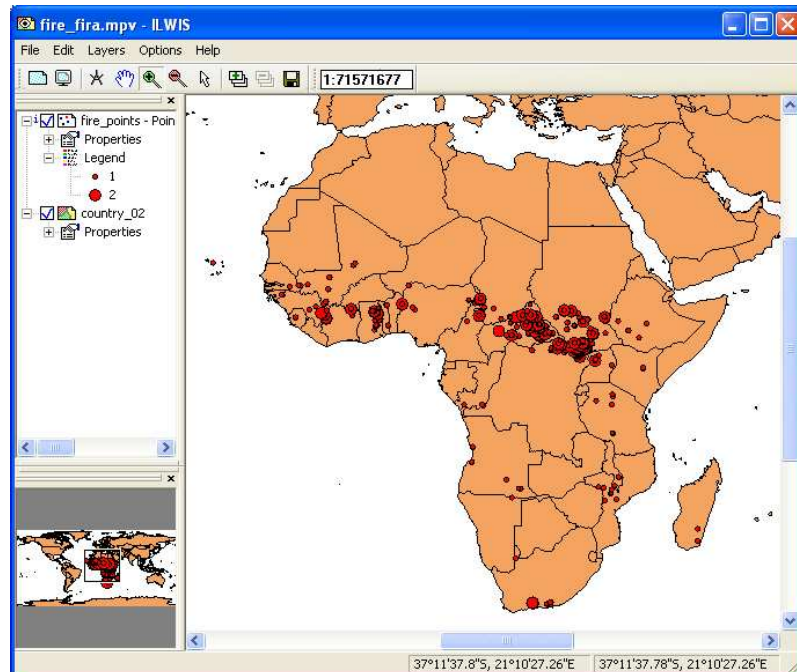 fire_fira.mpv - ILWIS
File Edit Layers Options Help
1:71571677
fire_points - Poin
Properties
Legend
1
2
country_02
Properties
37°11'37.8"S, 21°10'27.26"E 37°11'37.78"S, 21°10'27.26"E